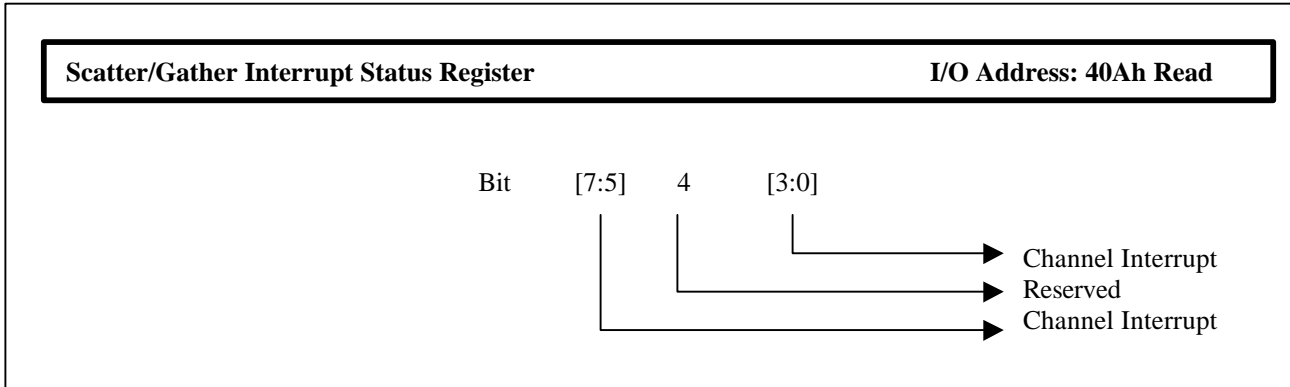 Scatter/Gather Interrupt Status Register I/O Address: 40Ah Read
Bit [7:5] 4 [3:0]
Channel Interrupt
Reserved
Channel Interrupt